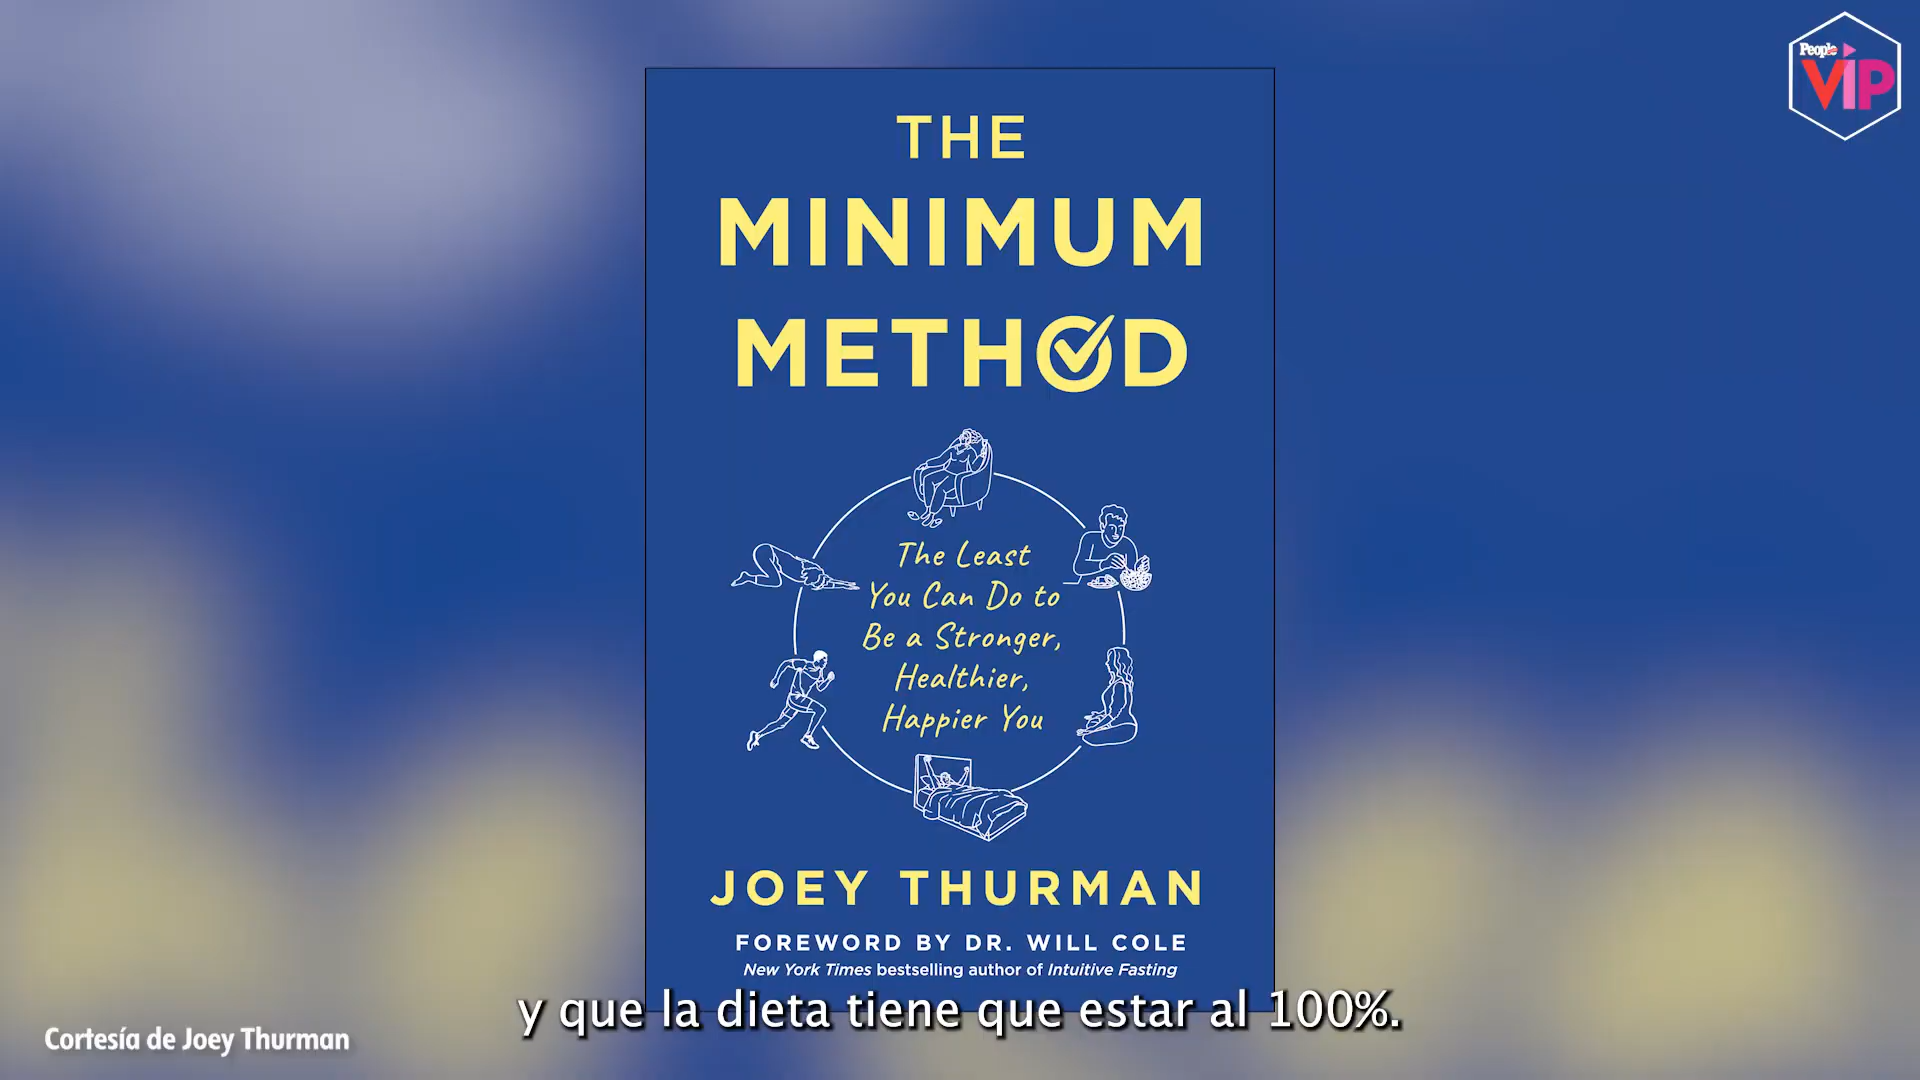 People
VIP
THE
MINIMUM
METHOD
The Least
You Can Do to
Be a Stronger,
Healthier,
Happier You
JOEY THURMAN
FOREWORD BY DR. WILL COLE
New York Times bestselling author of Intuitive Fasting
y que la dieta tiene que estar al 100%.
Cortesía de Joey Thurman